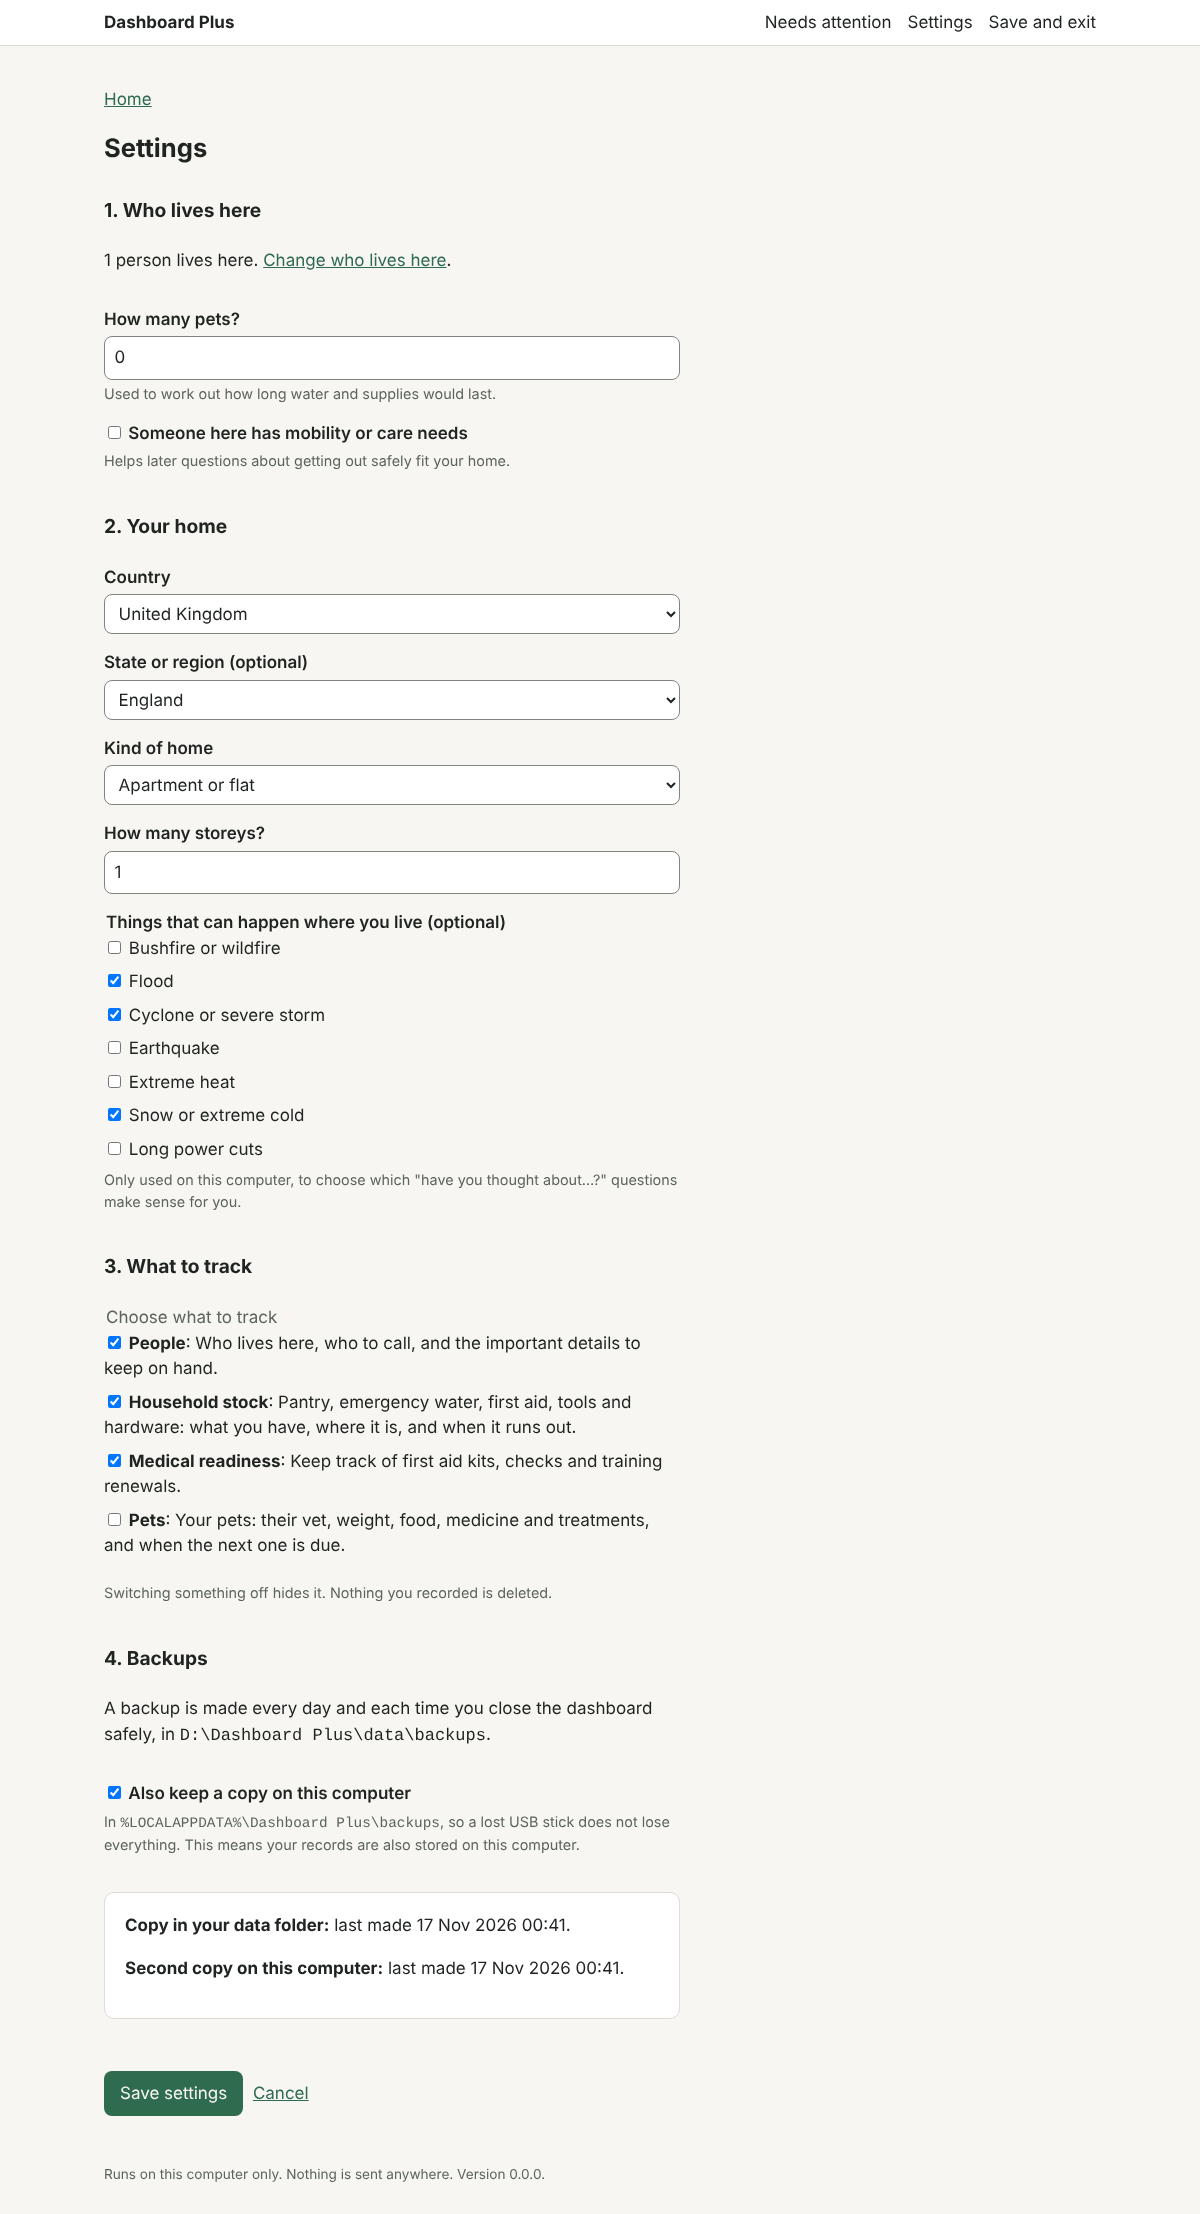 Dashboard Plus
Needs attention Settings Save and exit
Home
Settings
1. Who lives here
1 person lives here. Change who lives here.
How many pets?
0
Used to work out how long water and supplies would last.
Someone here has mobility or care needs
Helps later questions about getting out safely fit your home.
2. Your home
Country
United Kingdom
State or region (optional)
England
Kind of home
Apartment or flat
How many storeys?
1
Things that can happen where you live (optional)
Bushfire or wildfire
Flood
Cyclone or severe storm
Earthquake
Extreme heat
Snow or extreme cold
Long power cuts
Only used on this computer, to choose which "have you thought about...?" questions
make sense for you.
3. What to track
Choose what to track
People: Who lives here, who to call, and the important details to
keep on hand.
Household stock: Pantry, emergency water, first aid, tools and
hardware: what you have, where it is, and when it runs out.
Medical readiness: Keep track of first aid kits, checks and training
renewals.
Pets: Your pets: their vet, weight, food, medicine and treatments,
and when the next one is due.
Switching something off hides it. Nothing you recorded is deleted.
4. Backups
A backup is made every day and each time you close the dashboard
safely, in D:\Dashboard Plus\data\backups.
Also keep a copy on this computer
In %LOCALAPPDATA%\Dashboard Plus\backups, so a lost USB stick does not lose
everything. This means your records are also stored on this computer.
Copy in your data folder: last made 17 Nov 2026 00:41.
Second copy on this computer: last made 17 Nov 2026 00:41.
Save settings Cancel
Runs on this computer only. Nothing is sent anywhere. Version 0.0.0.